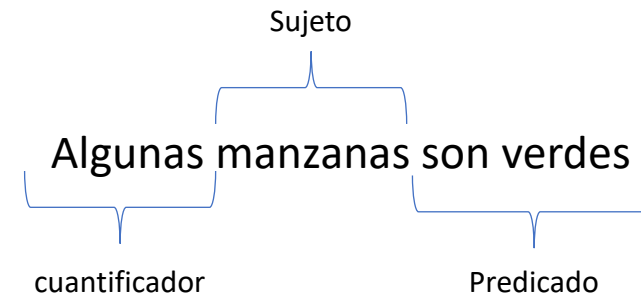 Sujeto
Algunas manzanas son verdes
cuantificador
Predicado